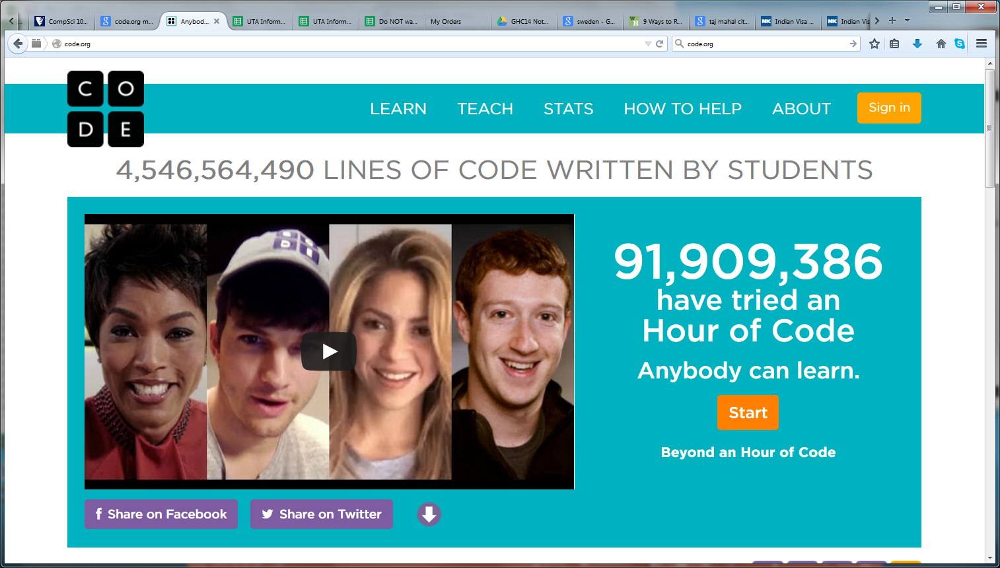 CompSci 10...
code.org m...
Anybod...
UTA Inform...
UTA Inform...
Do NOT wa...
My Orders
GHC14 Not...
sweden - G...
9 Ways to R...
taj mahal cit...
Indian Visa ...
Indian Vis
code.org
code.org
C O
D E
LEARN TEACH STATS HOW TO HELP ABOUT Sign in
4,546,564,490 LINES OF CODE WRITTEN BY STUDENTS
91,909,386
have tried an
Hour of Code
Anybody can learn.
Start
Beyond an Hour of Code
Share on Facebook
Share on Twitter